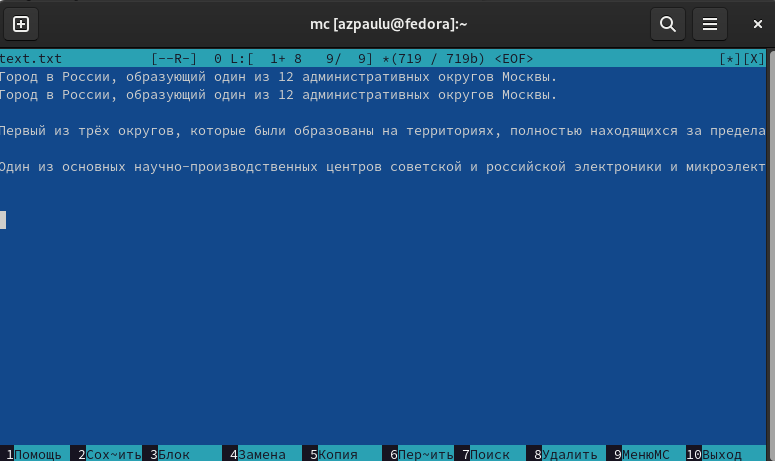 mc [azpaulu@fedora]:~
text.txt [--R-] 0 L:[ 1+ 8 9/ 9] *(719 / 719b) <EOF> [*][X]
Город в России, образующий один из 12 административных округов Москвы.
Город в России, образующий один из 12 административных округов Москвы.
Первый из трёх округов, которые были образованы на территориях, полностью находящихся за предела
Один из основных научно-производственных центров советской и российской электроники и микроэлект
1Помощь 2Сох~ить 3Блок 4Замена 5Копия 6Пер~ить 7Поиск 8Удалить 9МенюMC 10Выход